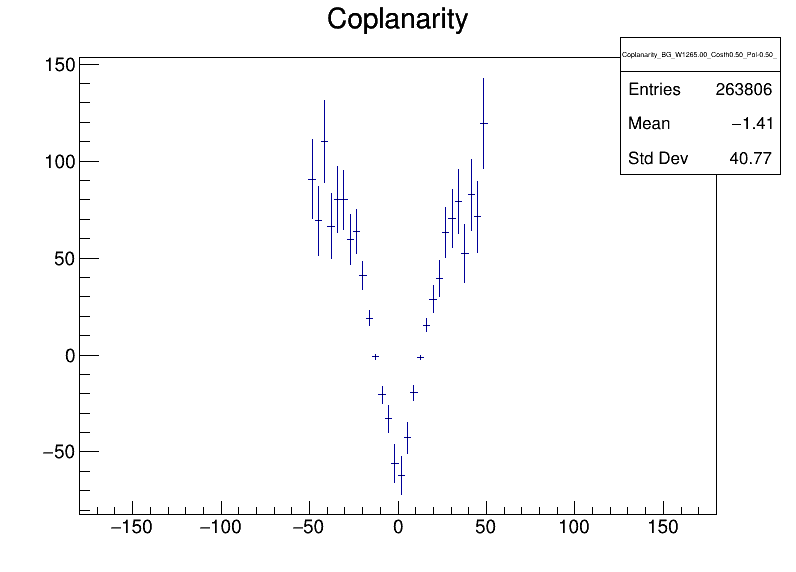 Coplanarity
Coplanarity_BG_W1265.00_Costh0.50_Pol-0.50_
Entries 263806
Mean −1.41
Std Dev 40.77
150
100
50
0
−50
−150 −100 −50 0 50 100 150